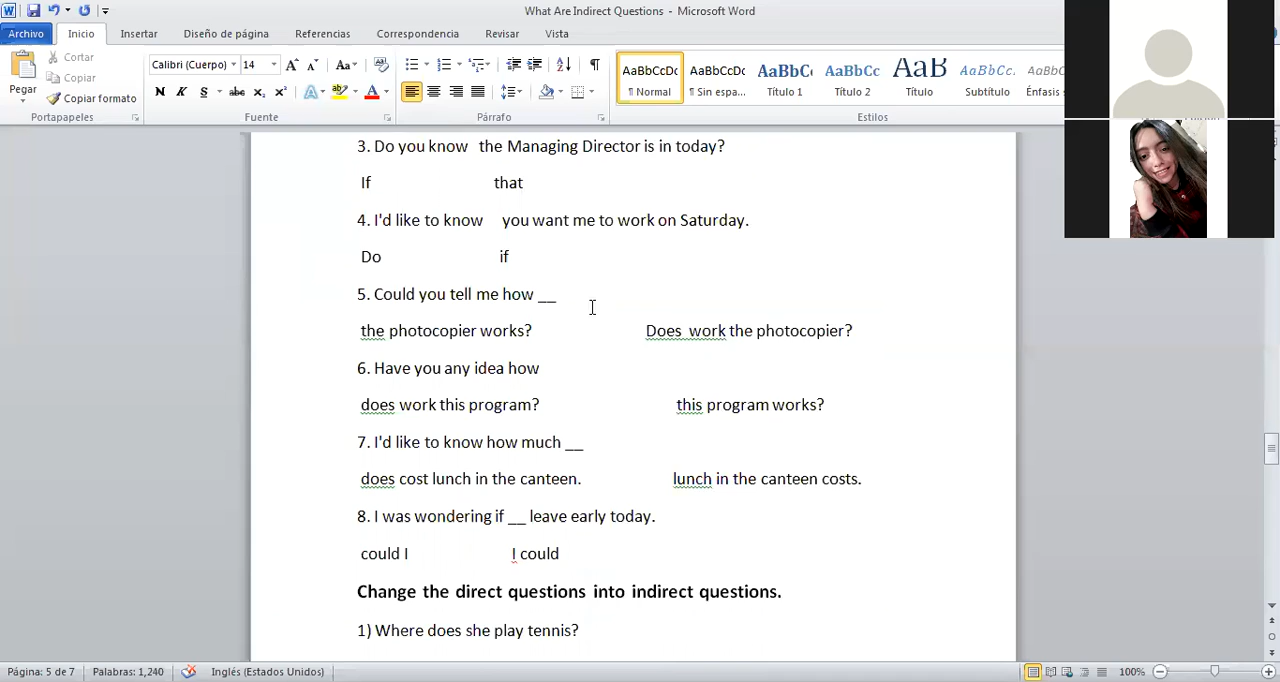 What Are Indirect Questions - Microsoft Word
Archivo Inicio Insertar Diseño de página Referencias Correspondencia Revisar Vista
Pegar
Cortar
Copiar
Copiar formato
Portapapeles
Calibri (Cuerpo) 14
Fuente
Párrafo
AaBbCcDc AaBbCcDc AaBbCc AaBbCc AaB AaBbCc. AaBbCc
¶ Normal ¶ Sin espa... Título 1 Título 2 Título Subtítulo Énfasis
Estilos
3. Do you know the Managing Director is in today?
If that
4. I'd like to know you want me to work on Saturday.
Do if
5. Could you tell me how __
the photocopier works? Does work the photocopier?
6. Have you any idea how
does work this program? this program works?
7. I'd like to know how much __
does cost lunch in the canteen. lunch in the canteen costs.
8. I was wondering if __ leave early today.
could I I could
Change the direct questions into indirect questions.
1) Where does she play tennis?
Página: 5 de 7 Palabras: 1,240 Inglés (Estados Unidos) 100%